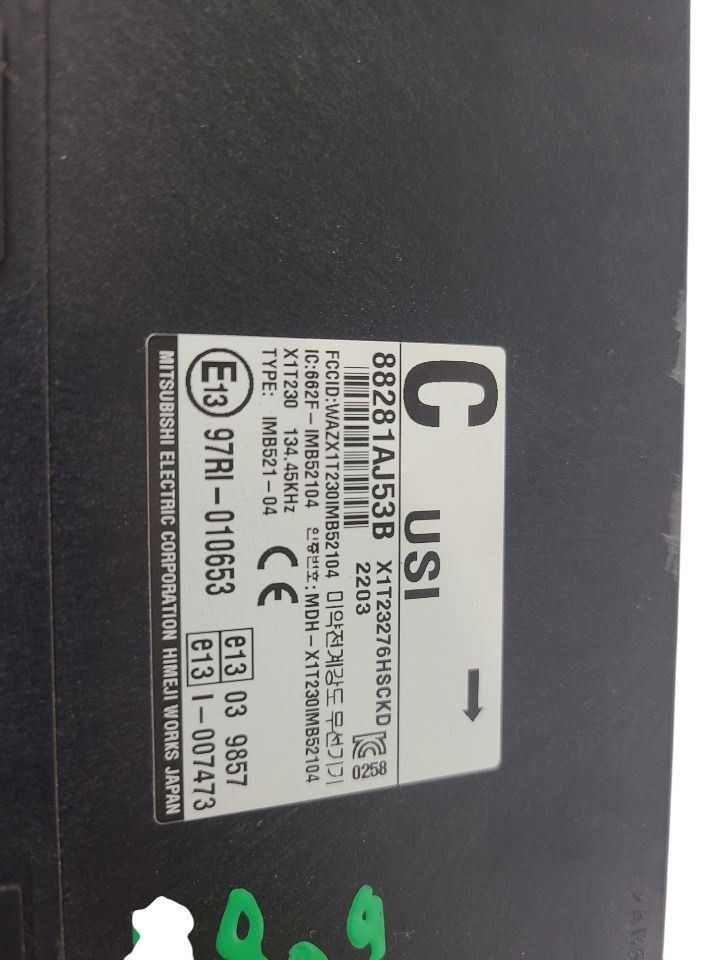 C USI →
88281AJ53B X1T23276HSCKD
2203
0258
FCCID:WAZX1T230IMB52104 미약전계강도 무선기기
IC:662F-IMB52104 인증번호:MDH-X1T230IMB52104
X1T230 134.45KHz
TYPE: IMB521-04
CE
E13 97RI-010653
e13 03 9857
e13 I-007473
MITSUBISHI ELECTRIC CORPORATION HIMEJI WORKS JAPAN